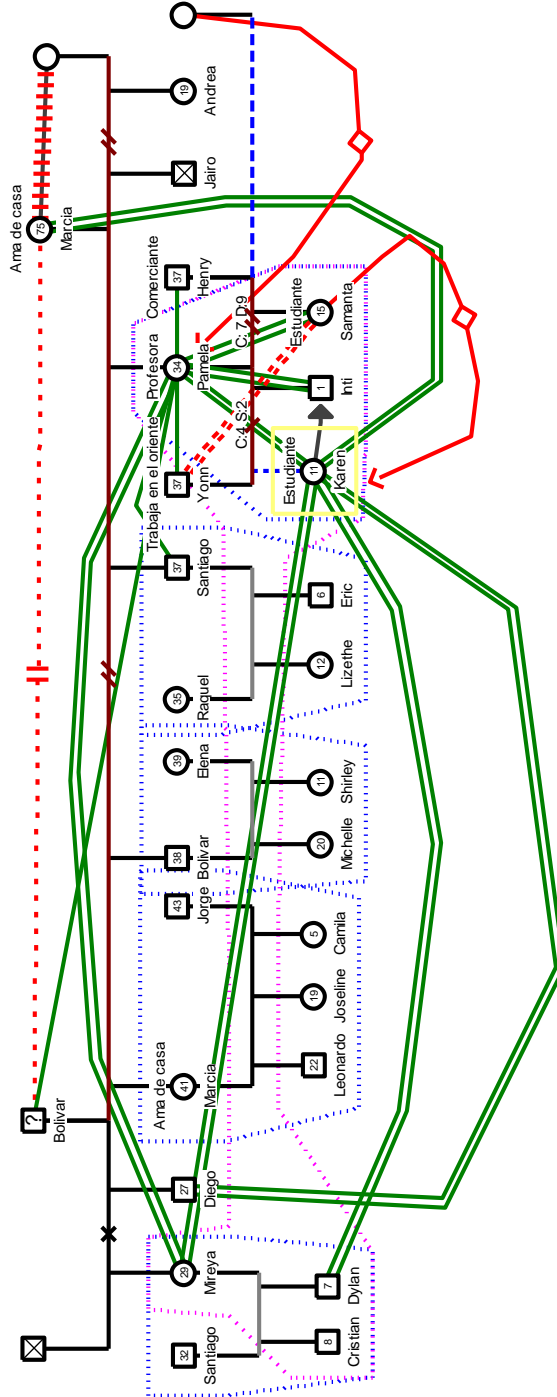 Ama de casa
75
Marcia
?
Bolivar
19
Andrea
Jairo
Comerciante
37
Henry
Profesora
34
Pamela
Trabaja en el oriente
37
Yonn
37
Santiago
35
Raquel
39
Elena
38
Bolivar
43
Jorge
Ama de casa
41
Marcia
27
Diego
29
Mireya
32
Santiago
C: 7, D:9
C:4, S:2
Estudiante
15
Samanta
1
Inti
Estudiante
11
Karen
6
Eric
12
Lizethe
11
Shirley
20
Michelle
5
Camila
19
Joseline
22
Leonardo
7
Dylan
8
Cristian